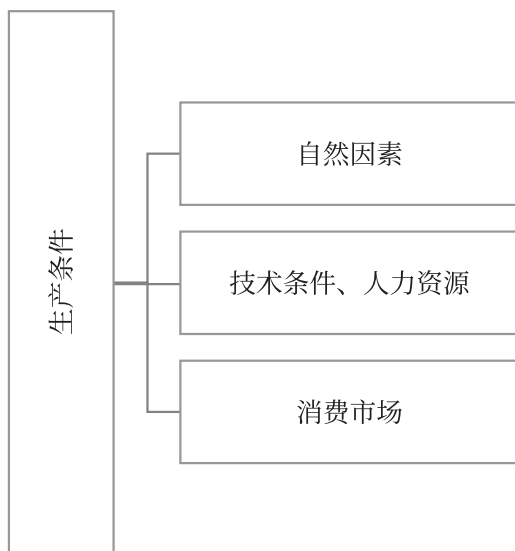 生产条件
自然因素
技术条件、人力资源
消费市场